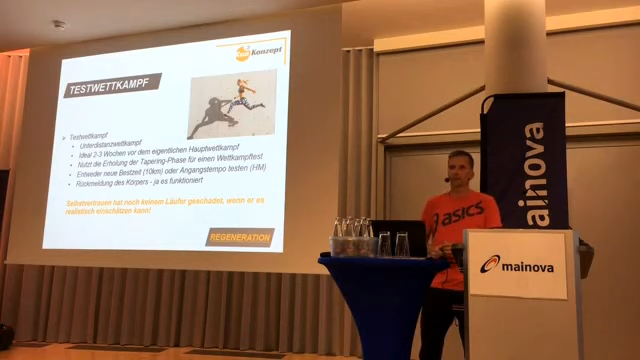 Konzept
TESTWETTKAMPF
Testwettkampf
Unterdistanzwettkampf
Ideal 2-3 Wochen vor dem eigentlichen Hauptwettkampf
Nutzt die Erholung der Tapering-Phase für einen Wettkampftest
Entweder neue Bestzeit (10km) oder Angangstempo testen (HM)
Rückmeldung des Körpers - ja es funktioniert
Selbstvertrauen hat noch keinem Läufer geschadet, wenn er es
realistisch einschätzen kann!
REGENERATION
asics
mainova
mainova